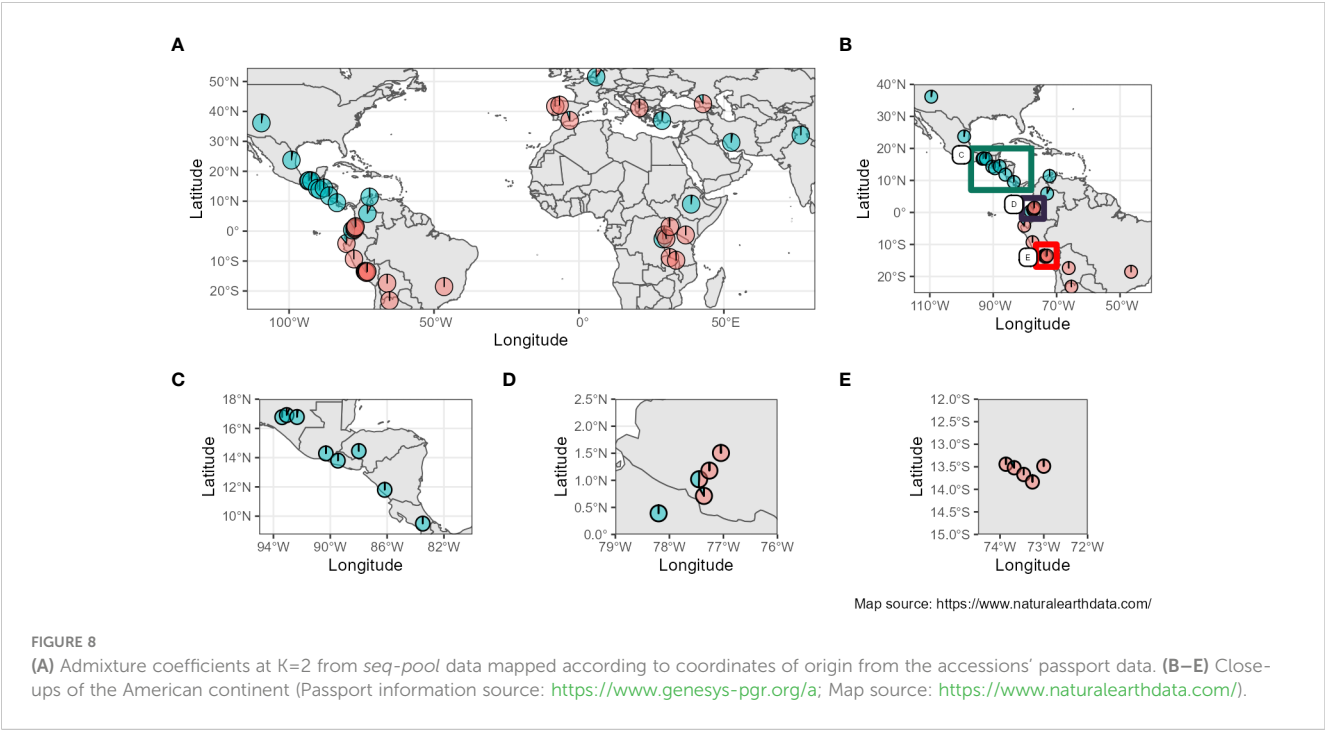 A
50°N
40°N
30°N
20°N
10°N
0°
10°S
20°S
Latitude
100°W 50°W 0° 50°E
Longitude
B
40°N
30°N
20°N
10°N
0°
10°S
20°S
Latitude
C
D
E
110°W 90°W 70°W 50°W
Longitude
C
18°N
16°N
14°N
12°N
10°N
Latitude
94°W 90°W 86°W 82°W
Longitude
D
2.5°N
2.0°N
1.5°N
1.0°N
0.5°N
0.0°
Latitude
79°W 78°W 77°W 76°W
Longitude
E
12.0°S
12.5°S
13.0°S
13.5°S
14.0°S
14.5°S
15.0°S
Latitude
74°W 73°W 72°W
Longitude
Map source: https://www.naturalearthdata.com/
FIGURE 8
(A) Admixture coefficients at K=2 from seq-pool data mapped according to coordinates of origin from the accessions’ passport data. (B–E) Close-
ups of the American continent (Passport information source: https://www.genesys-pgr.org/a; Map source: https://www.naturalearthdata.com/).